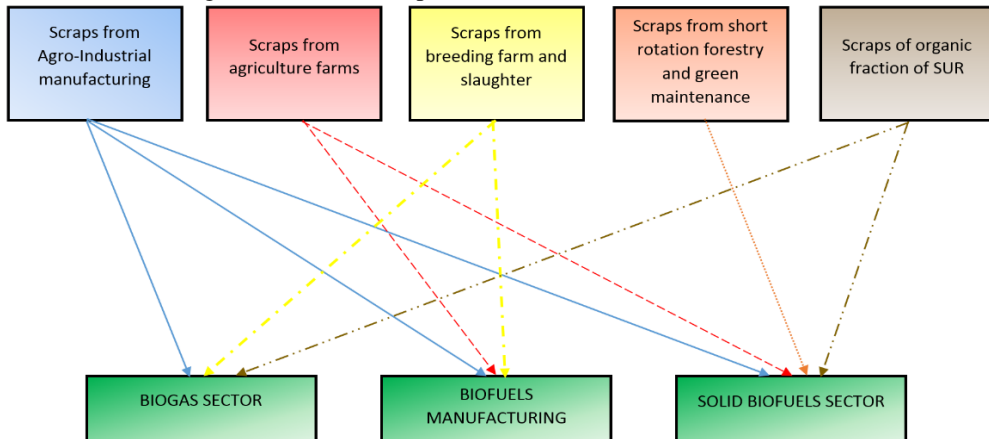 Scraps from
Agro-Industrial
manufacturing
Scraps from
agriculture farms
Scraps from
breeding farm and
slaughter
Scraps from short
rotation forestry
and green
maintenance
Scraps of organic
fraction of SUR
BIOGAS SECTOR
BIOFUELS
MANUFACTURING
SOLID BIOFUELS SECTOR